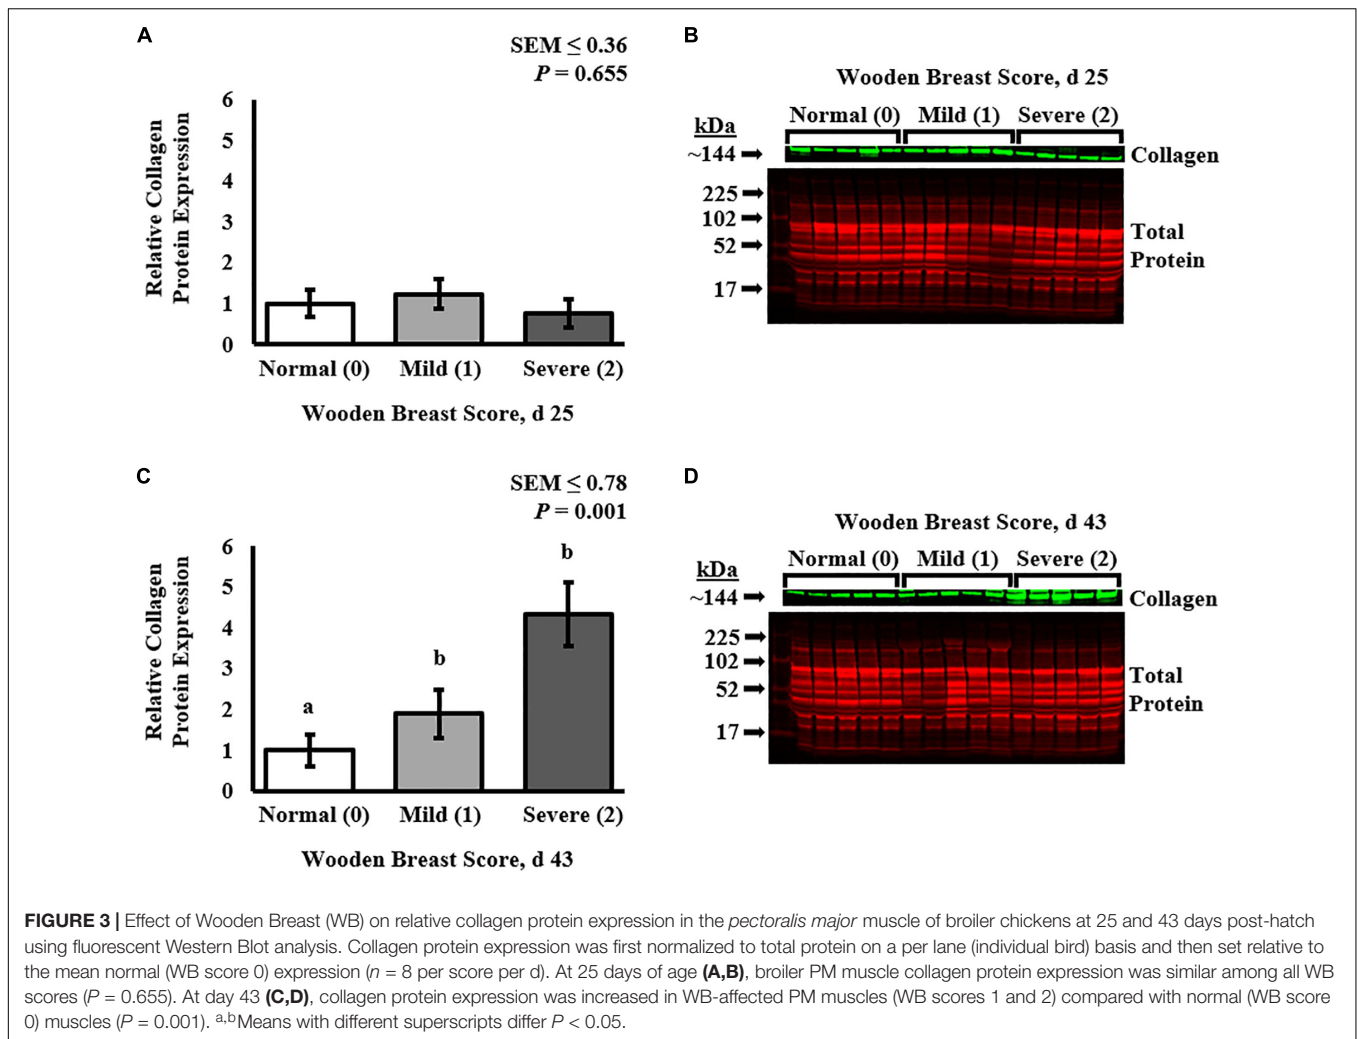 A
SEM ≤ 0.36
P = 0.655
Relative Collagen
Protein Expression
6
5
4
3
2
1
0
Normal (0) Mild (1) Severe (2)
Wooden Breast Score, d 25
B
Wooden Breast Score, d 25
Normal (0) Mild (1) Severe (2)
kDa
~144
Collagen
225
102
52
17
Total
Protein
C
SEM ≤ 0.78
P = 0.001
Relative Collagen
Protein Expression
6
5
4
3
2
1
0
a
b
b
Normal (0) Mild (1) Severe (2)
Wooden Breast Score, d 43
D
Wooden Breast Score, d 43
Normal (0) Mild (1) Severe (2)
kDa
~144
Collagen
225
102
52
17
Total
Protein
FIGURE 3 | Effect of Wooden Breast (WB) on relative collagen protein expression in the pectoralis major muscle of broiler chickens at 25 and 43 days post-hatch
using fluorescent Western Blot analysis. Collagen protein expression was first normalized to total protein on a per lane (individual bird) basis and then set relative to
the mean normal (WB score 0) expression (n = 8 per score per d). At 25 days of age (A,B), broiler PM muscle collagen protein expression was similar among all WB
scores (P = 0.655). At day 43 (C,D), collagen protein expression was increased in WB-affected PM muscles (WB scores 1 and 2) compared with normal (WB score
0) muscles (P = 0.001). a,bMeans with different superscripts differ P < 0.05.